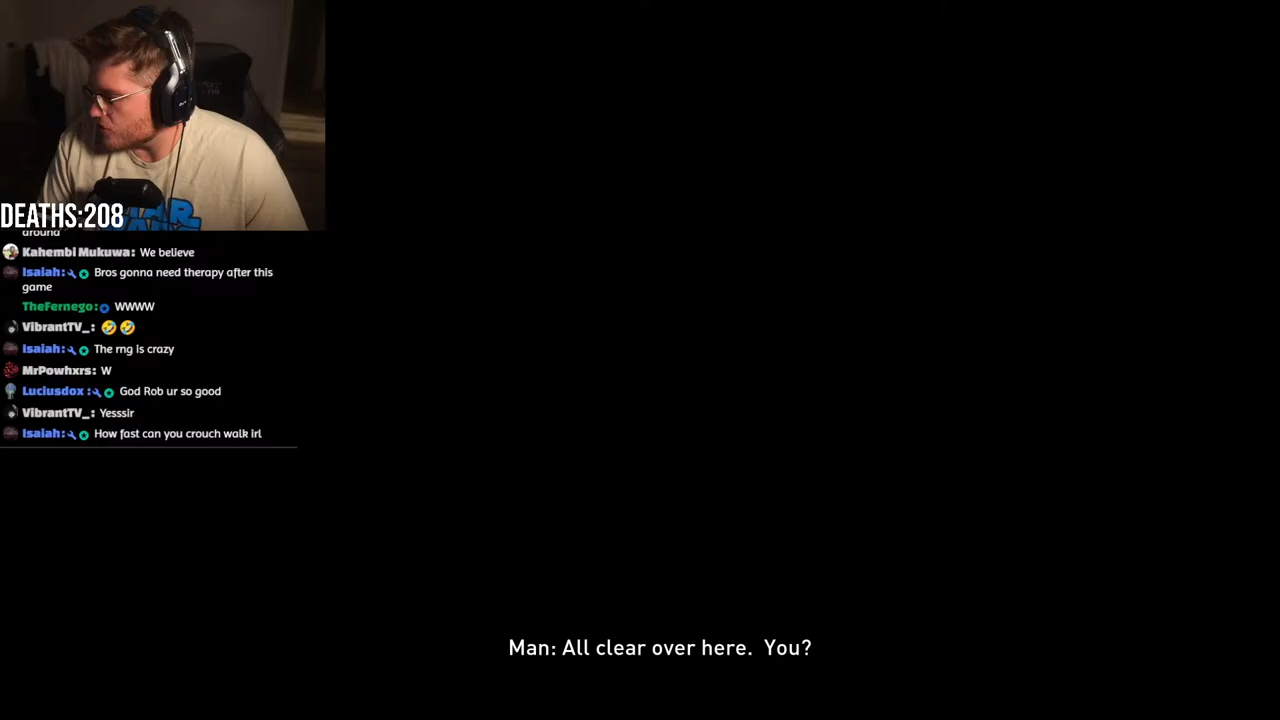 DEATHS:208
around
Kahembi Mukuwa: We believe
Isaiah: Bros gonna need therapy after this
game
TheFernego: WWWW
VibrantTV_: 🤣 🤣
Isaiah: The rng is crazy
MrPowhxrs: W
Luciusdox : God Rob ur so good
VibrantTV_: Yesssir
Isaiah: How fast can you crouch walk irl
Man: All clear over here.  You?